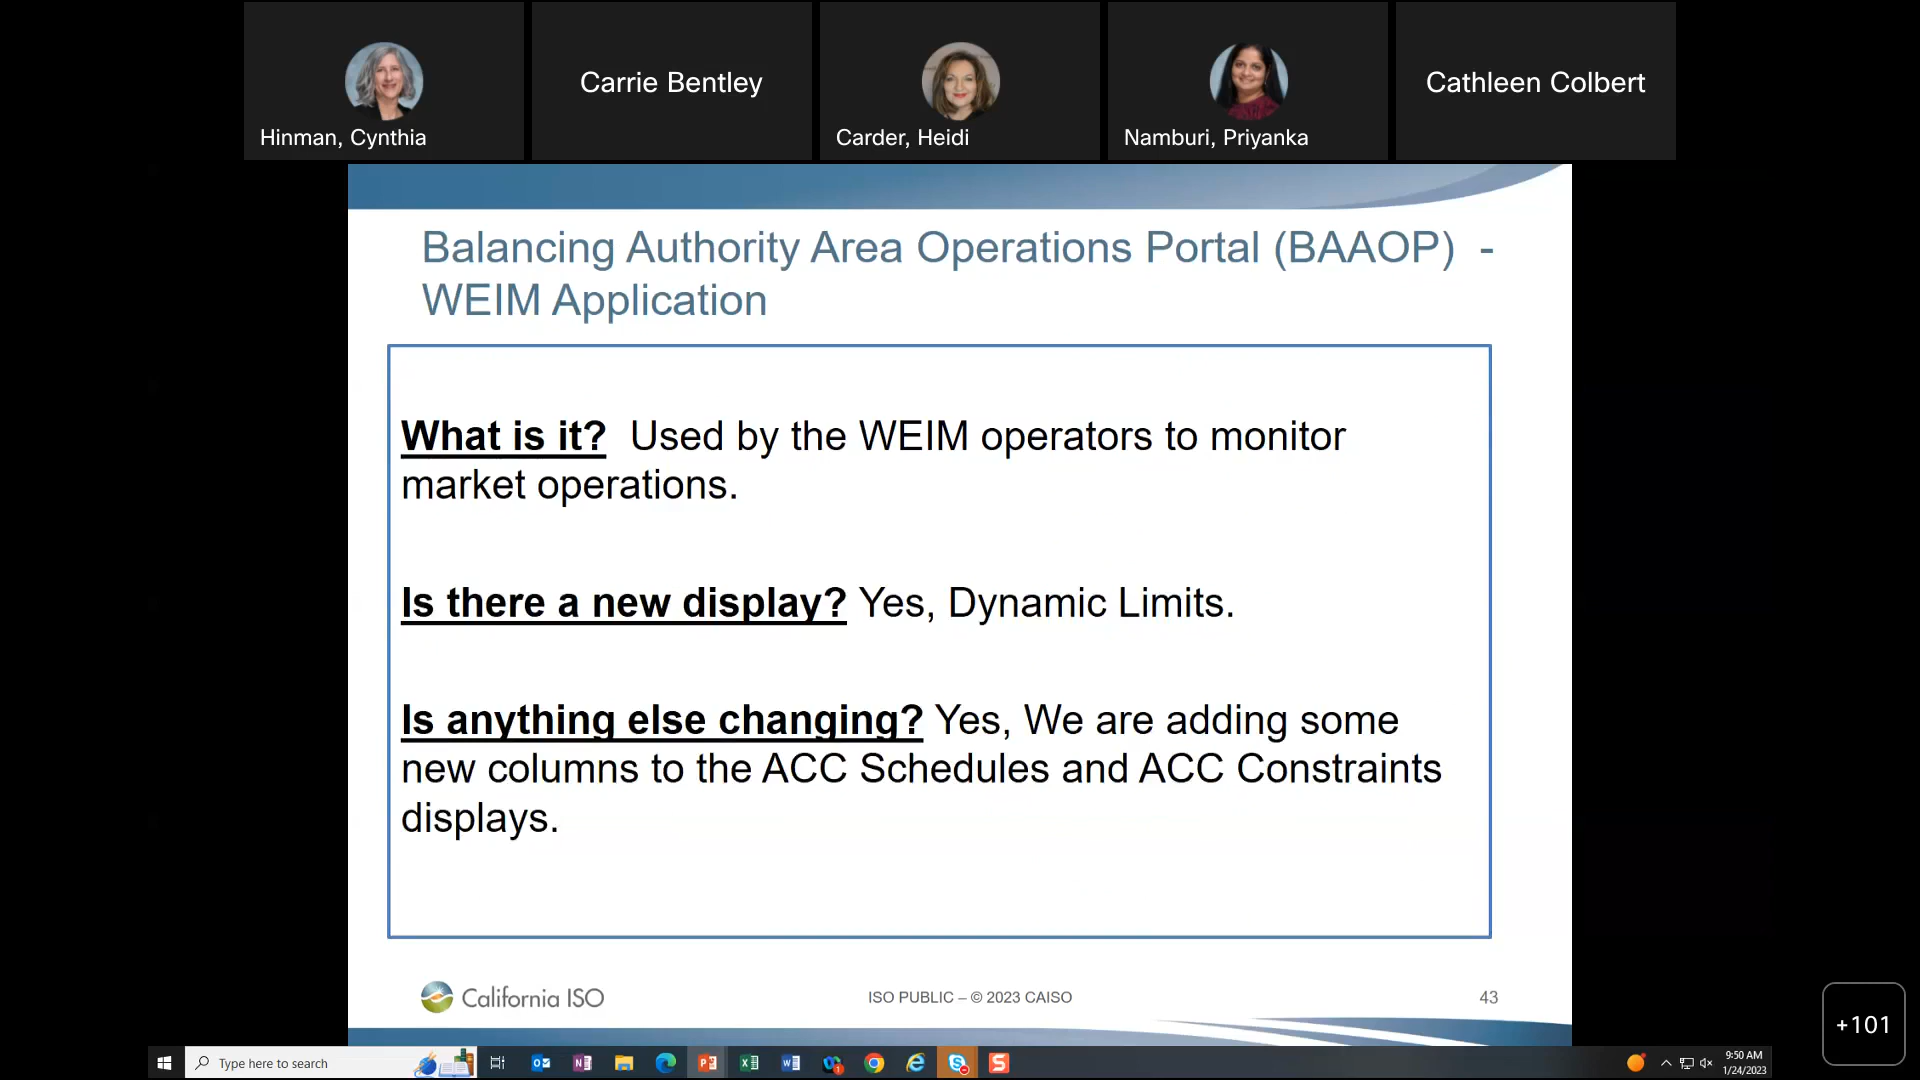 Hinman, Cynthia
Carrie Bentley
Carder, Heidi
Namburi, Priyanka
Cathleen Colbert
Balancing Authority Area Operations Portal (BAAOP) -
WEIM Application
What is it? Used by the WEIM operators to monitor
market operations.
Is there a new display? Yes, Dynamic Limits.
Is anything else changing? Yes, We are adding some
new columns to the ACC Schedules and ACC Constraints
displays.
California ISO
ISO PUBLIC – © 2023 CAISO
43
+101
Type here to search
9:50 AM
1/24/2023